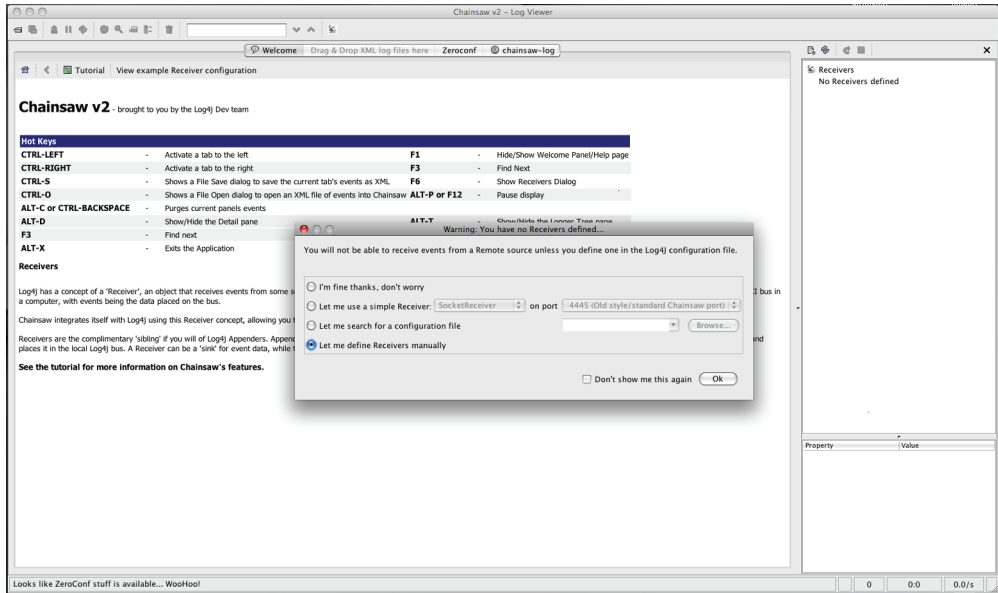 Chainsaw v2 – Log Viewer
Welcome Drag & Drop XML log files here Zeroconf chainsaw-log
Tutorial View example Receiver configuration
Chainsaw v2 - brought to you by the Log4j Dev team
Hot Keys
CTRL-LEFT - Activate a tab to the left F1 - Hide/Show Welcome Panel/Help page
CTRL-RIGHT - Activate a tab to the right F3 - Find Next
CTRL-S - Shows a File Save dialog to save the current tab's events as XML F6 - Show Receivers Dialog
CTRL-O - Shows a File Open dialog to open an XML file of events into Chainsaw ALT-P or F12 - Pause display
ALT-C or CTRL-BACKSPACE - Purges current panels events
ALT-D - Show/Hide the Detail pane ALT-T - Show/Hide the Logger Tree pane
F3 - Find next
ALT-X - Exits the Application
Receivers
Log4j has a concept of a 'Receiver', an object that receives events from some s
I bus in
a computer, with events being the data placed on the bus.
Chainsaw integrates itself with Log4j using this Receiver concept, allowing you t
Receivers are the complimentary 'sibling' if you will of Log4j Appenders. Append
nd
places it in the local Log4j bus. A Receiver can be a 'sink' for event data, while t
See the tutorial for more information on Chainsaw's features.
Warning: You have no Receivers defined...
You will not be able to receive events from a Remote source unless you define one in the Log4J configuration file.
I'm fine thanks, don't worry
Let me use a simple Receiver: SocketReceiver on port 4445 (Old style/standard Chainsaw port)
Let me search for a configuration file Browse...
Let me define Receivers manually
Don't show me this again Ok
Receivers
No Receivers defined
Property Value
Looks like ZeroConf stuff is available... WooHoo! 0 0:0 0.0/s